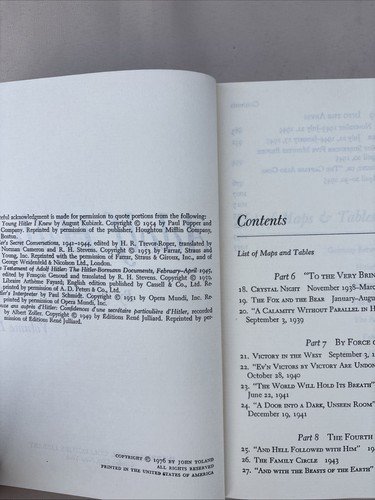 eful acknowledgment is made for permission to quote portions from the following:
Young Hitler I Knew by August Kubizek. Copyright © 1954 by Paul Popper and
Company. Reprinted by permission of the publisher, Houghton Mifflin Company,
Boston.
ler's Secret Conversations, 1941–1944, edited by H. R. Trevor-Roper, translated by
Norman Cameron and R. H. Stevens. Copyright © 1953 by Farrar, Straus and
Young, Inc. Reprinted with permission of Farrar, Straus & Giroux, Inc., and of
George Weidenfeld & Nicolson Ltd., London.
Testament of Adolf Hitler: The Hitler-Bormann Documents, February–April 1945,
edited by François Genoud and translated by R. H. Stevens. Copyright © 1959,
Librairie Arthème Fayard; English edition published by Cassell & Co. Ltd. Re-
printed by permission of A. D. Peters & Co., Ltd.
ler's Interpreter by Paul Schmidt. Copyright © 1951 by Opera Mundi, Inc. Re-
printed by permission of Opera Mundi, Inc.
ouze ans auprès d'Hitler: Confidences d'une secrétaire particulière d'Hitler, recorded
by Albert Zoller. Copyright © 1949 by Editions René Julliard. Reprinted by per-
mission of Editions René Julliard.
COPYRIGHT © 1976 BY JOHN TOLAND
ALL RIGHTS RESERVED
PRINTED IN THE UNITED STATES OF AMERICA
Contents
List of Maps and Tables
Part 6 "TO THE VERY BRIN
18. CRYSTAL NIGHT November 1938–Marc
19. THE FOX AND THE BEAR January–Augus
20. "A CALAMITY WITHOUT PARALLEL IN H
September 3, 1939
Part 7 BY FORCE O
21. VICTORY IN THE WEST September 3, 1
22. "EV'N VICTORS BY VICTORY ARE UNDON
October 28, 1940
23. "THE WORLD WILL HOLD ITS BREATH"
June 22, 1941
24. "A DOOR INTO A DARK, UNSEEN ROOM"
December 19, 1941
Part 8 THE FOURTH
25. "AND HELL FOLLOWED WITH HIM" 19
26. THE FAMILY CIRCLE 1943
27. "AND WITH THE BEASTS OF THE EARTH"